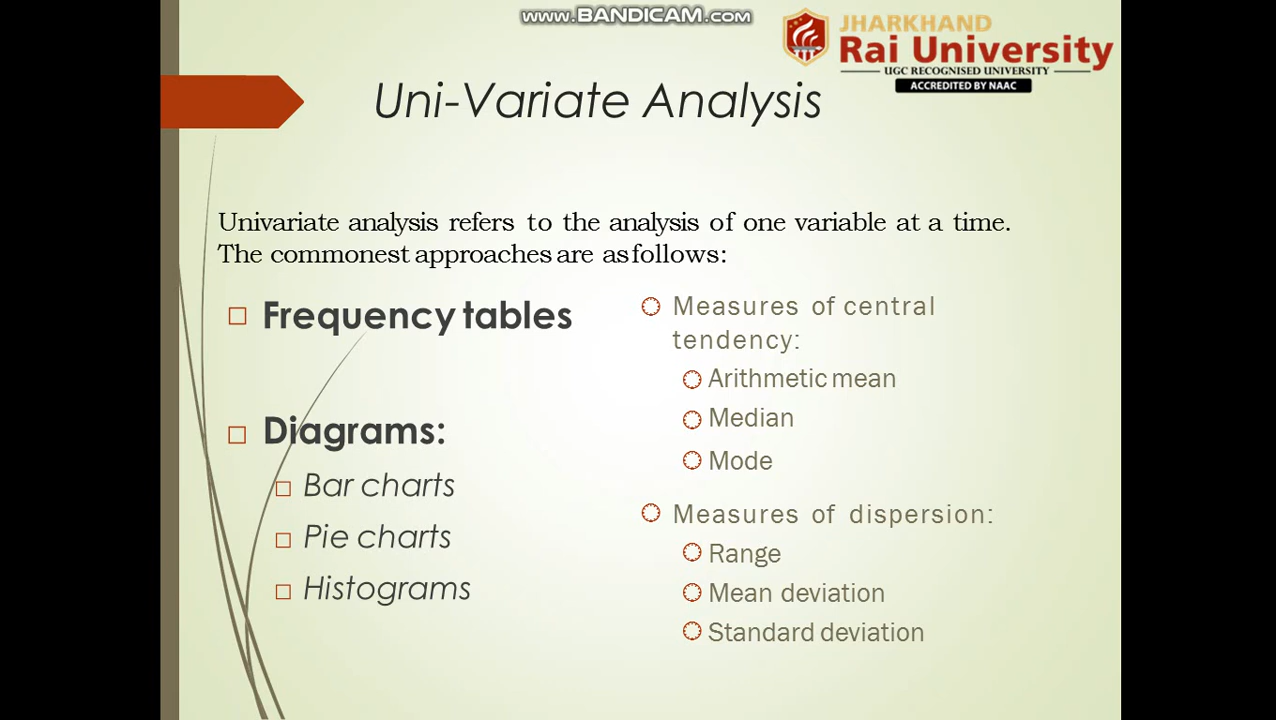 www.BANDICAM.com
JHARKHAND
Rai University
UGC RECOGNISED UNIVERSITY
ACCREDITED BY NAAC
Uni-Variate Analysis
Univariate analysis refers to the analysis of one variable at a time.
The commonest approaches are asfollows:
Frequency tables
Diagrams:
Bar charts
Pie charts
Histograms
Measures of central
tendency:
Arithmetic mean
Median
Mode
Measures of dispersion:
Range
Mean deviation
Standard deviation